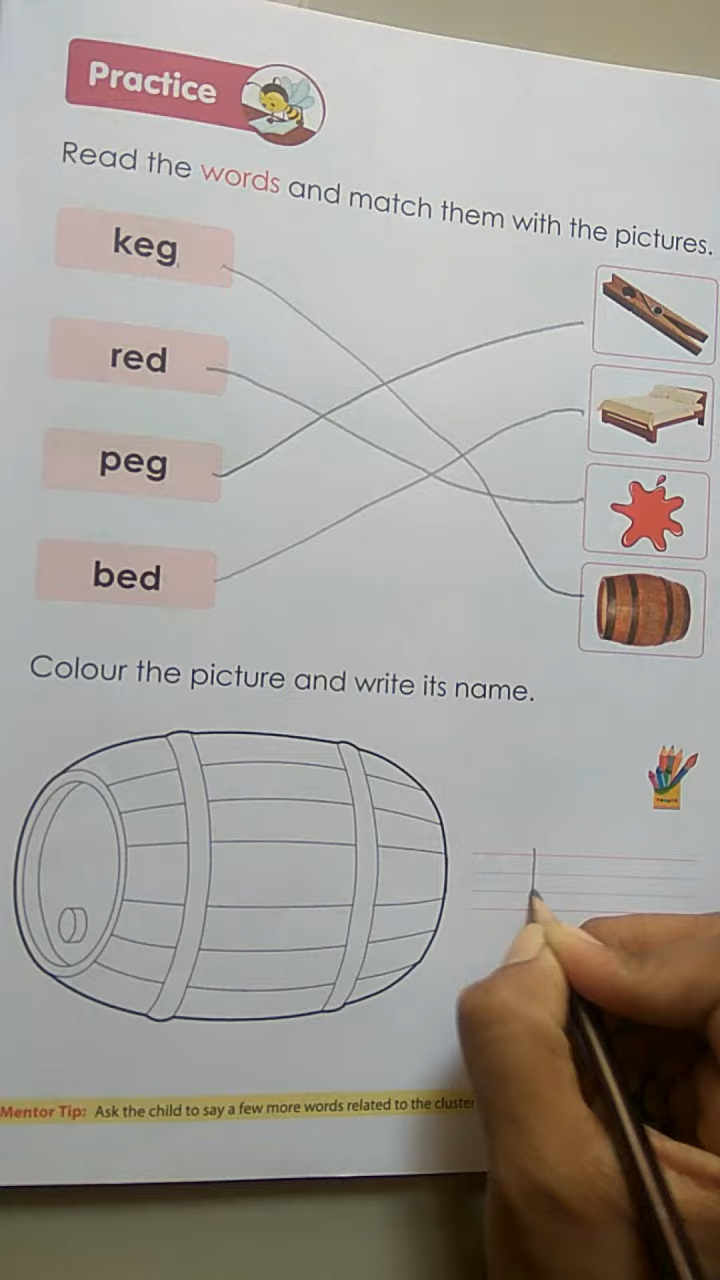 Practice
Read the words and match them with the pictures.
keg
red
peg
bed
Colour the picture and write its name.
Mentor Tip: Ask the child to say a few more words related to the cluster